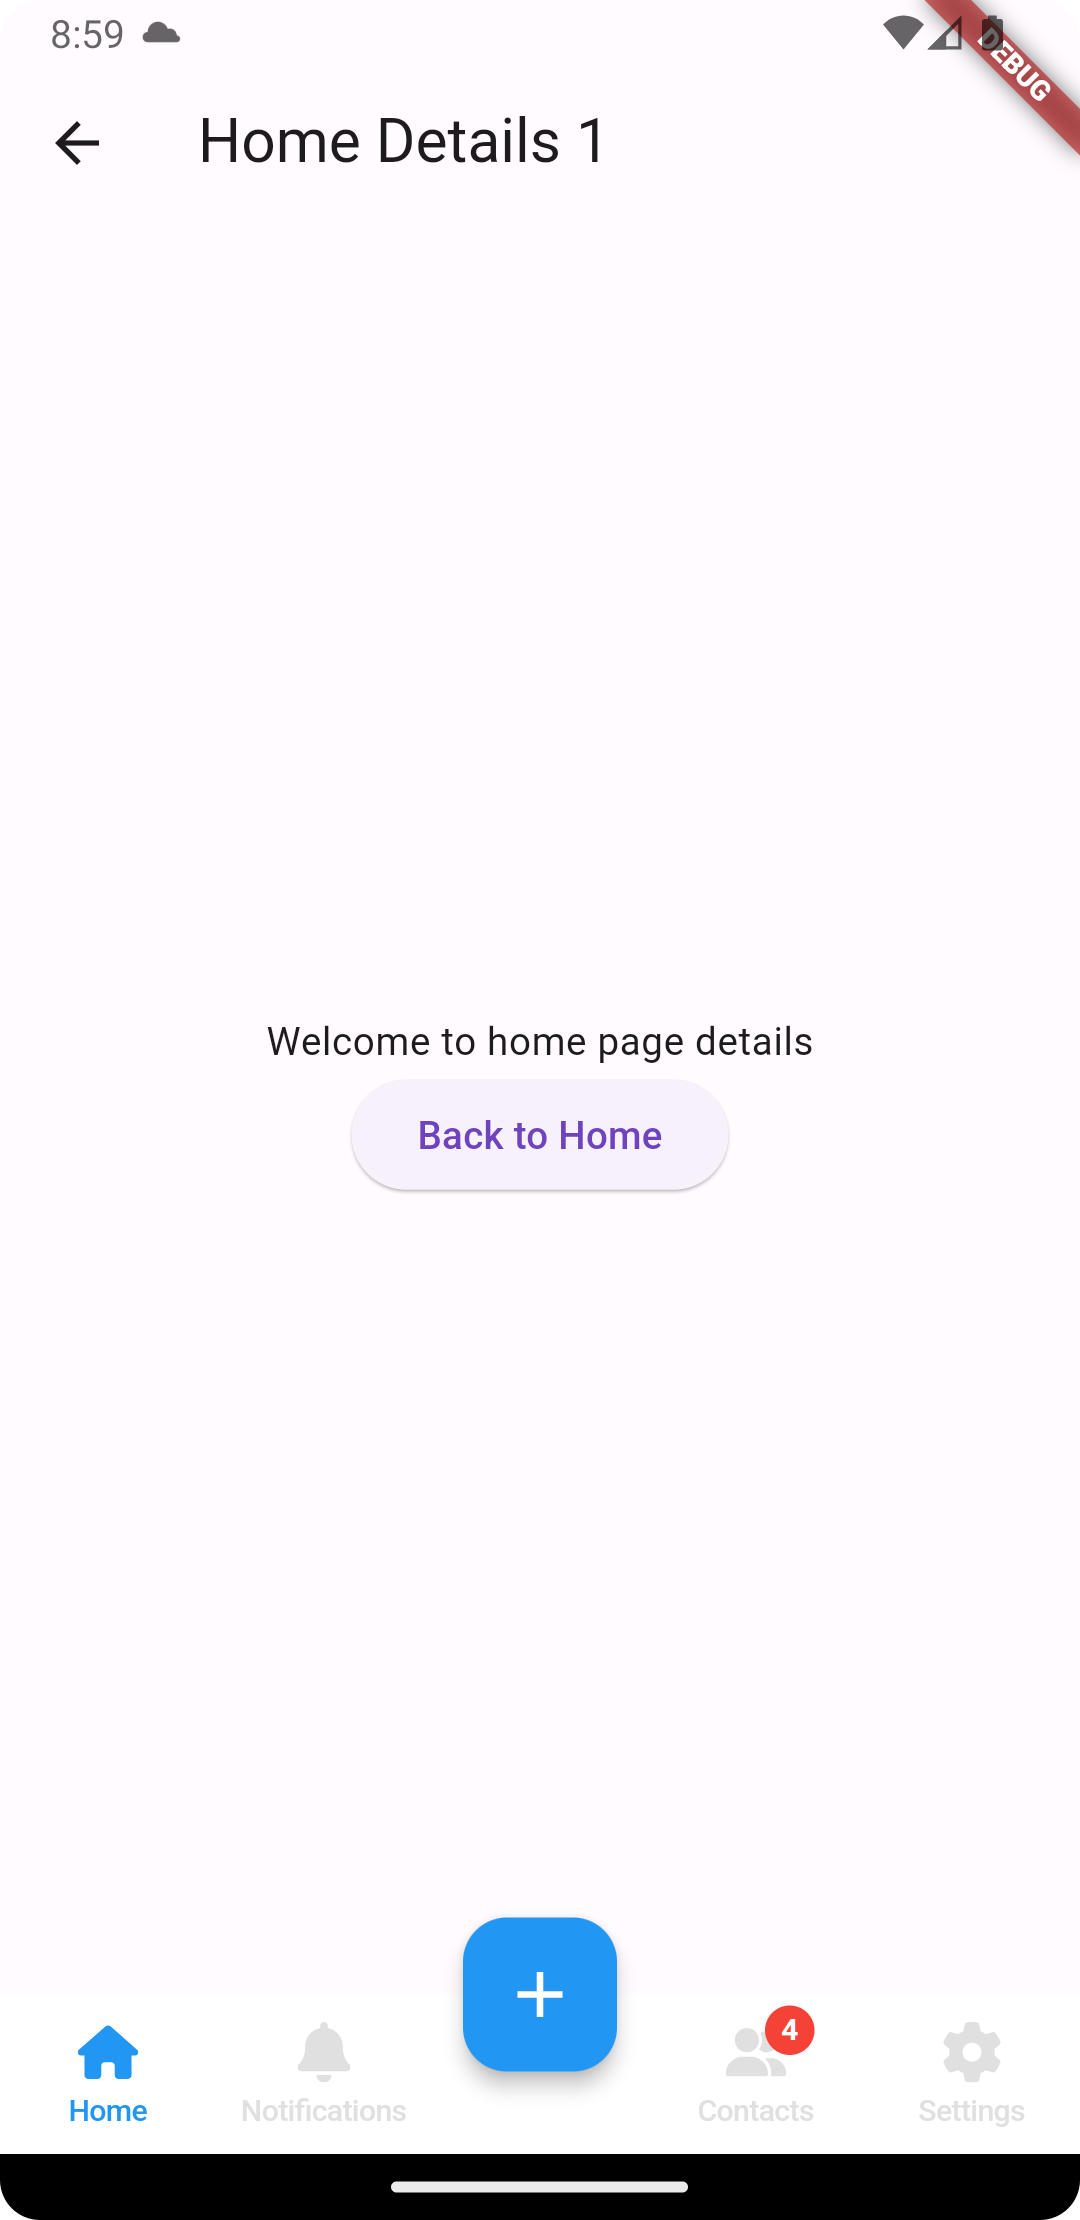 8:59
DEBUG
Home Details 1
Welcome to home page details
Back to Home
4
Home
Notifications
Contacts
Settings